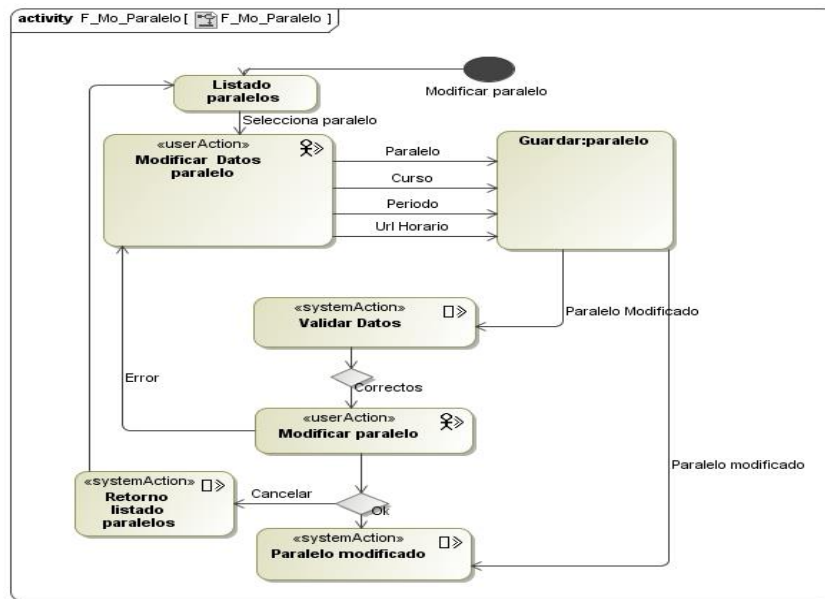 activity F_Mo_Paralelo [ F_Mo_Paralelo ]
Modificar paralelo
Listado
paralelos
Selecciona paralelo
«userAction»
Modificar Datos
paralelo
Paralelo
Curso
Periodo
Url Horario
Guardar:paralelo
Paralelo Modificado
«systemAction»
Validar Datos
Correctos
Error
«userAction»
Modificar paralelo
Paralelo modificado
«systemAction»
Retorno
listado
paralelos
Cancelar
Ok
«systemAction»
Paralelo modificado